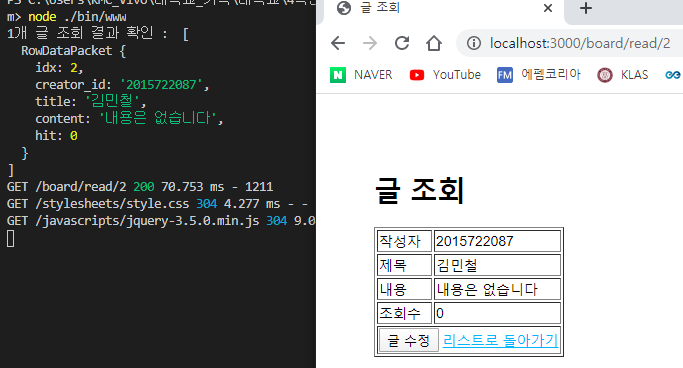 m> node ./bin/www
1개 글 조회 결과 확인 :  [
  RowDataPacket {
    idx: 2,
    creator_id: '2015722087',
    title: '김민철',
    content: '내용은 없습니다',
    hit: 0
  }
]
GET /board/read/2 200 70.753 ms - 1211
GET /stylesheets/style.css 304 4.277 ms - -
GET /javascripts/jquery-3.5.0.min.js 304 9.0
글 조회
localhost:3000/board/read/2
NAVER YouTube FM 에펨코리아 KLAS
글 조회
작성자 2015722087
제목 김민철
내용 내용은 없습니다
조회수 0
글 수정 리스트로 돌아가기